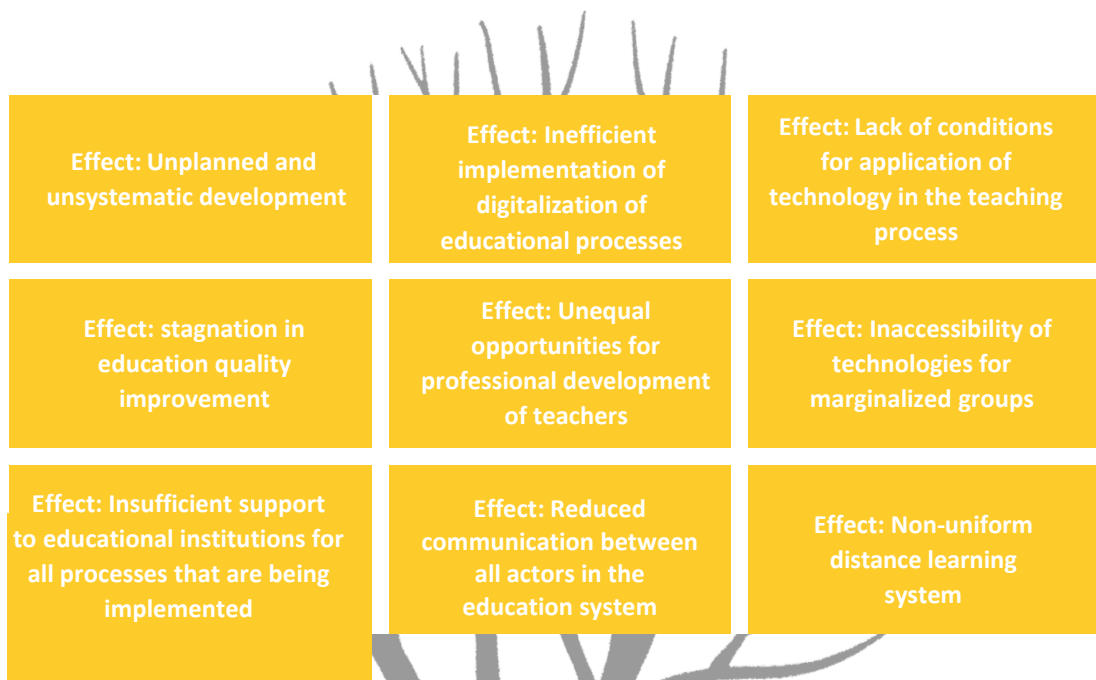 Effect: Unplanned and
unsystematic development
Effect: Inefficient
implementation of
digitalization of
educational processes
Effect: Lack of conditions
for application of
technology in the teaching
process
Effect: stagnation in
education quality
improvement
Effect: Unequal
opportunities for
professional development
of teachers
Effect: Inaccessibility of
technologies for
marginalized groups
Effect: Insufficient support
to educational institutions for
all processes that are being
implemented
Effect: Reduced
communication between
all actors in the
education system
Effect: Non-uniform
distance learning
system